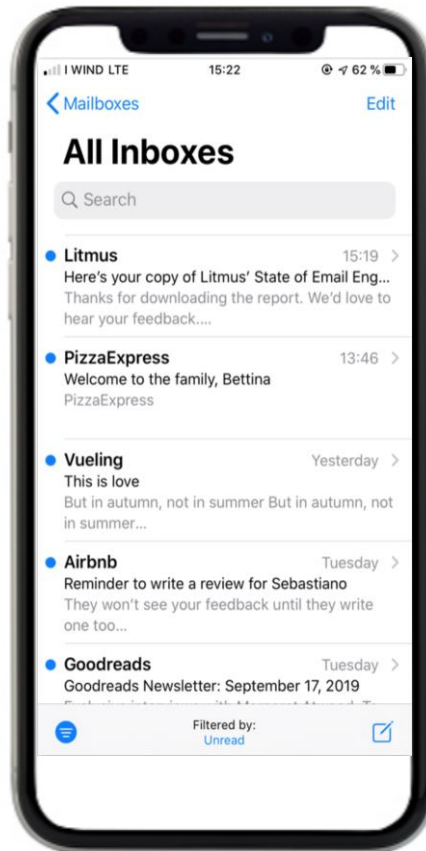 I WIND LTE 15:22 62 %
Mailboxes Edit
All Inboxes
Search
Litmus 15:19
Here's your copy of Litmus' State of Email Eng...
Thanks for downloading the report. We'd love to
hear your feedback....
PizzaExpress 13:46
Welcome to the family, Bettina
PizzaExpress
Vueling Yesterday
This is love
But in autumn, not in summer But in autumn, not
in summer...
Airbnb Tuesday
Reminder to write a review for Sebastiano
They won't see your feedback until they write
one too...
Goodreads Tuesday
Goodreads Newsletter: September 17, 2019
Filtered by:
Unread